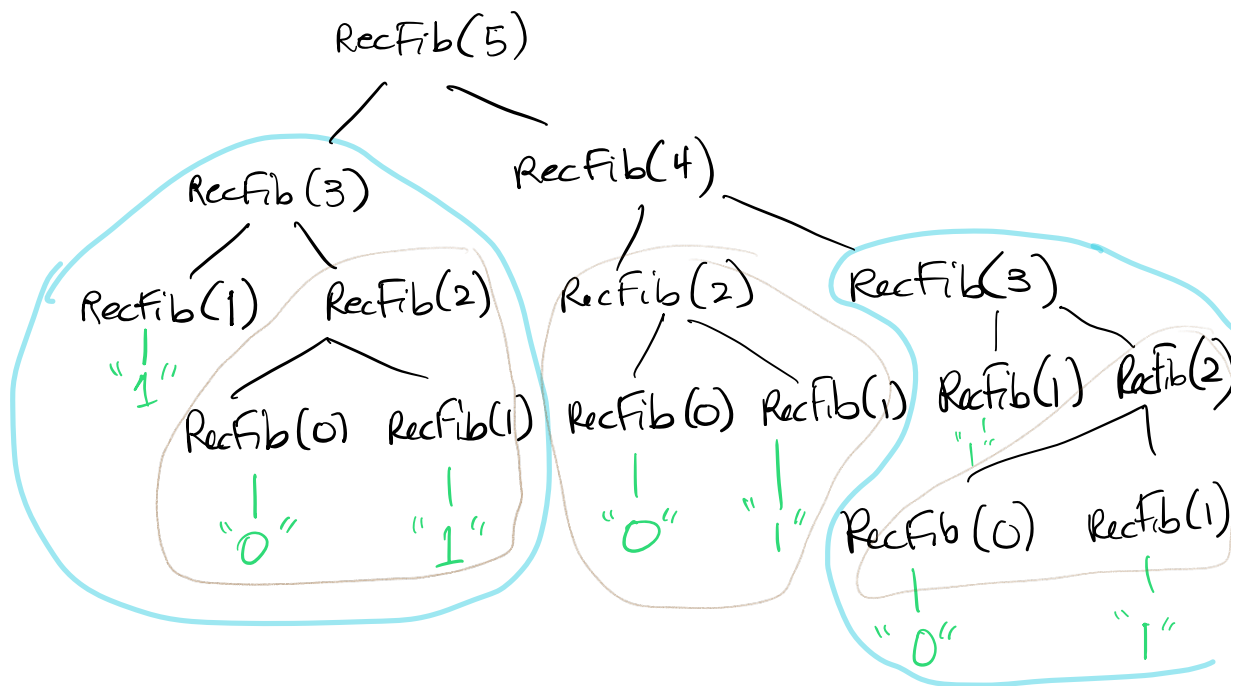 RecFib(5)
RecFib(3) RecFib(4)
RecFib(1) RecFib(2) RecFib(2) RecFib(3)
"1"
RecFib(0) RecFib(1) RecFib(0) RecFib(1) RecFib(1) RecFib(2)
"1"
"0" "1" "0" "1" RecFib(0) RecFib(1)
"0" "1"